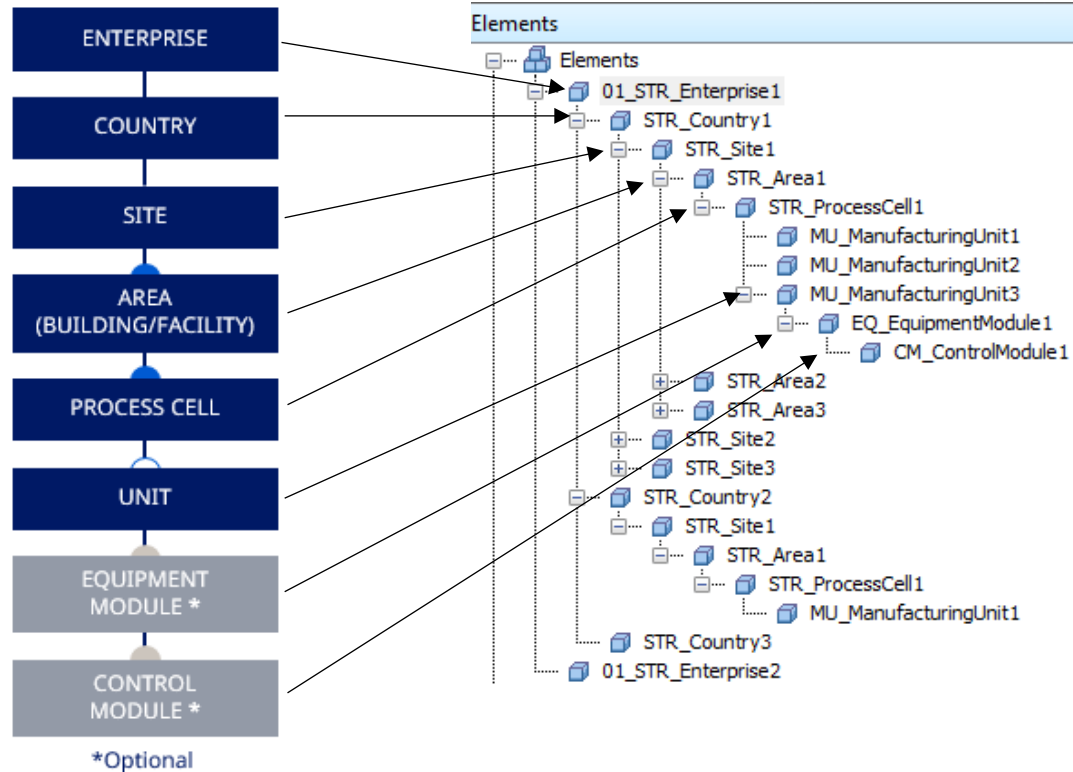 ENTERPRISE
COUNTRY
SITE
AREA
(BUILDING/FACILITY)
PROCESS CELL
UNIT
EQUIPMENT
MODULE *
CONTROL
MODULE *
*Optional
Elements
Elements
01_STR_Enterprise1
STR_Country1
STR_Site1
STR_Area1
STR_ProcessCell1
MU_ManufacturingUnit1
MU_ManufacturingUnit2
MU_ManufacturingUnit3
EQ_EquipmentModule1
CM_ControlModule1
STR_Area2
STR_Area3
STR_Site2
STR_Site3
STR_Country2
STR_Site1
STR_Area1
STR_ProcessCell1
MU_ManufacturingUnit1
STR_Country3
01_STR_Enterprise2